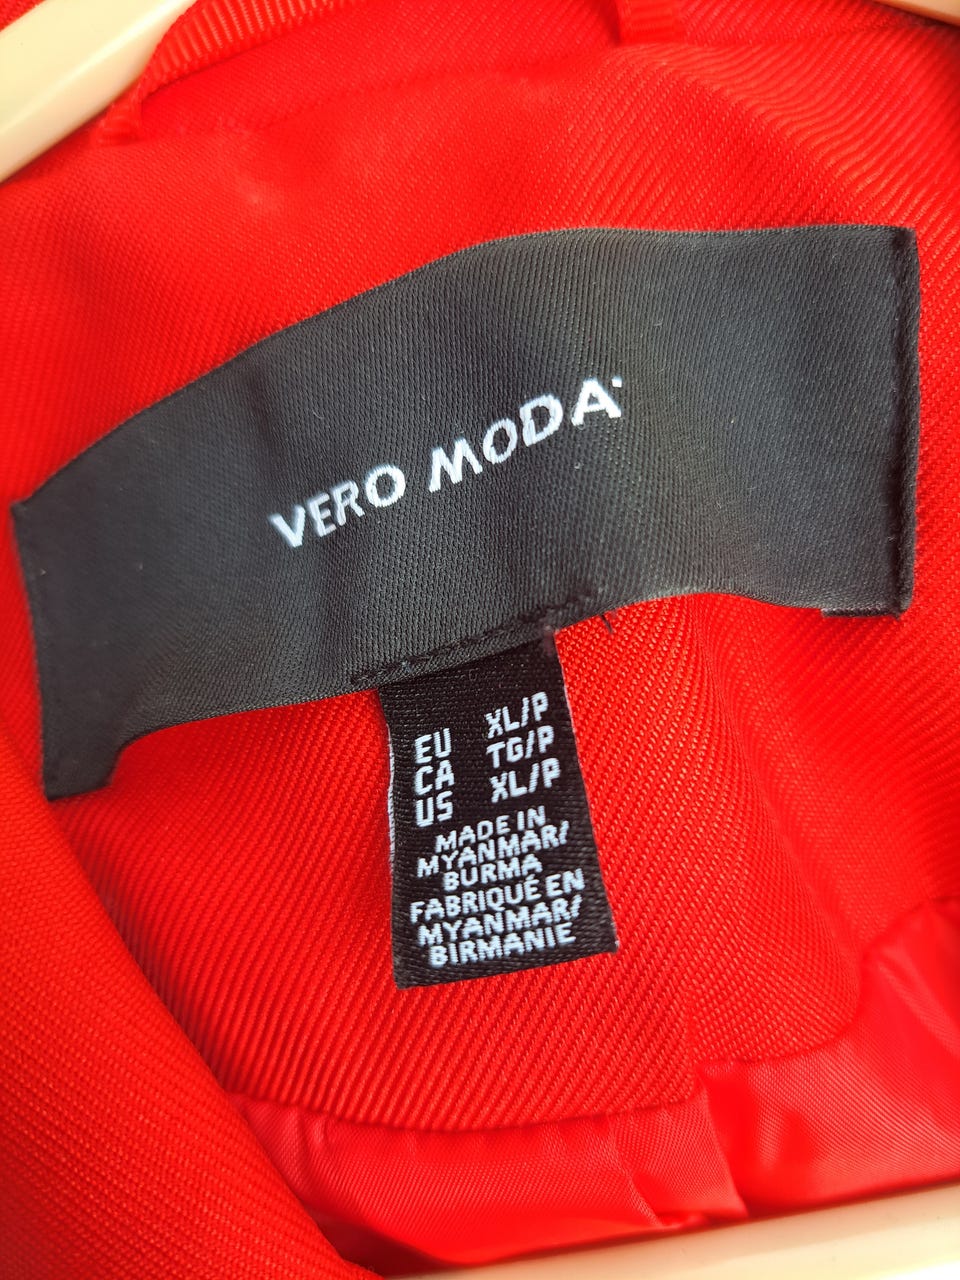 VERO MODA
EU XL/P
CA TG/P
US XL/P
MADE IN
MYANMAR/
BURMA
FABRIQUÉ EN
MYANMAR/
BIRMANIE